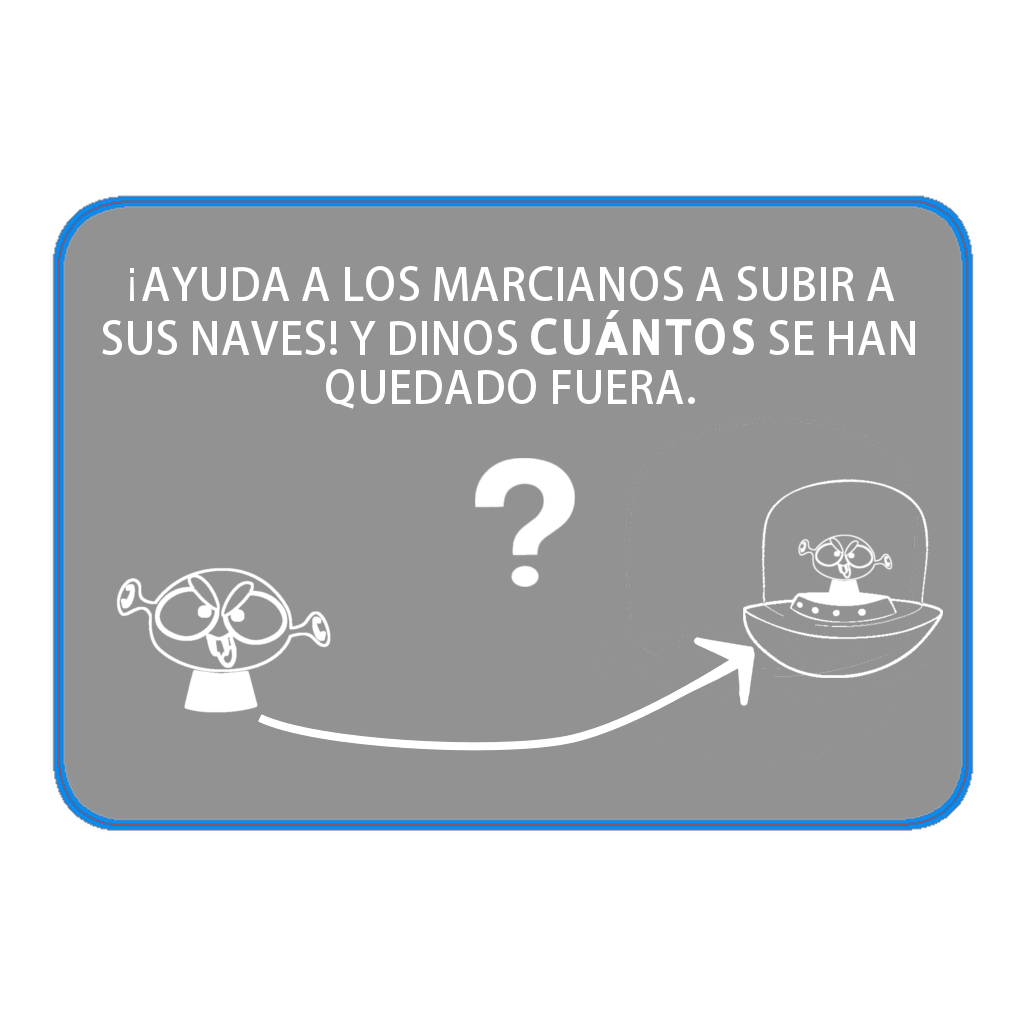 ¡AYUDA A LOS MARCIANOS A SUBIR A
SUS NAVES! Y DINOS CUÁNTOS SE HAN
QUEDADO FUERA.
?